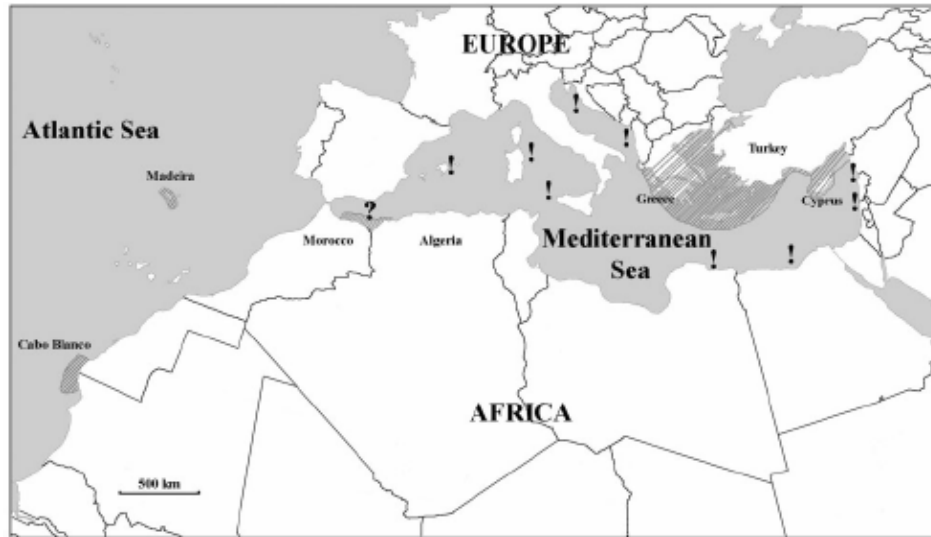 EUROPE
!
Atlantic Sea
!
!
!
Turkey
Madeira
!
!
?
Greece
Cyprus
!
Morocco
Algeria
Mediterranean
Sea
!
!
Cabo Blanco
AFRICA
500 km